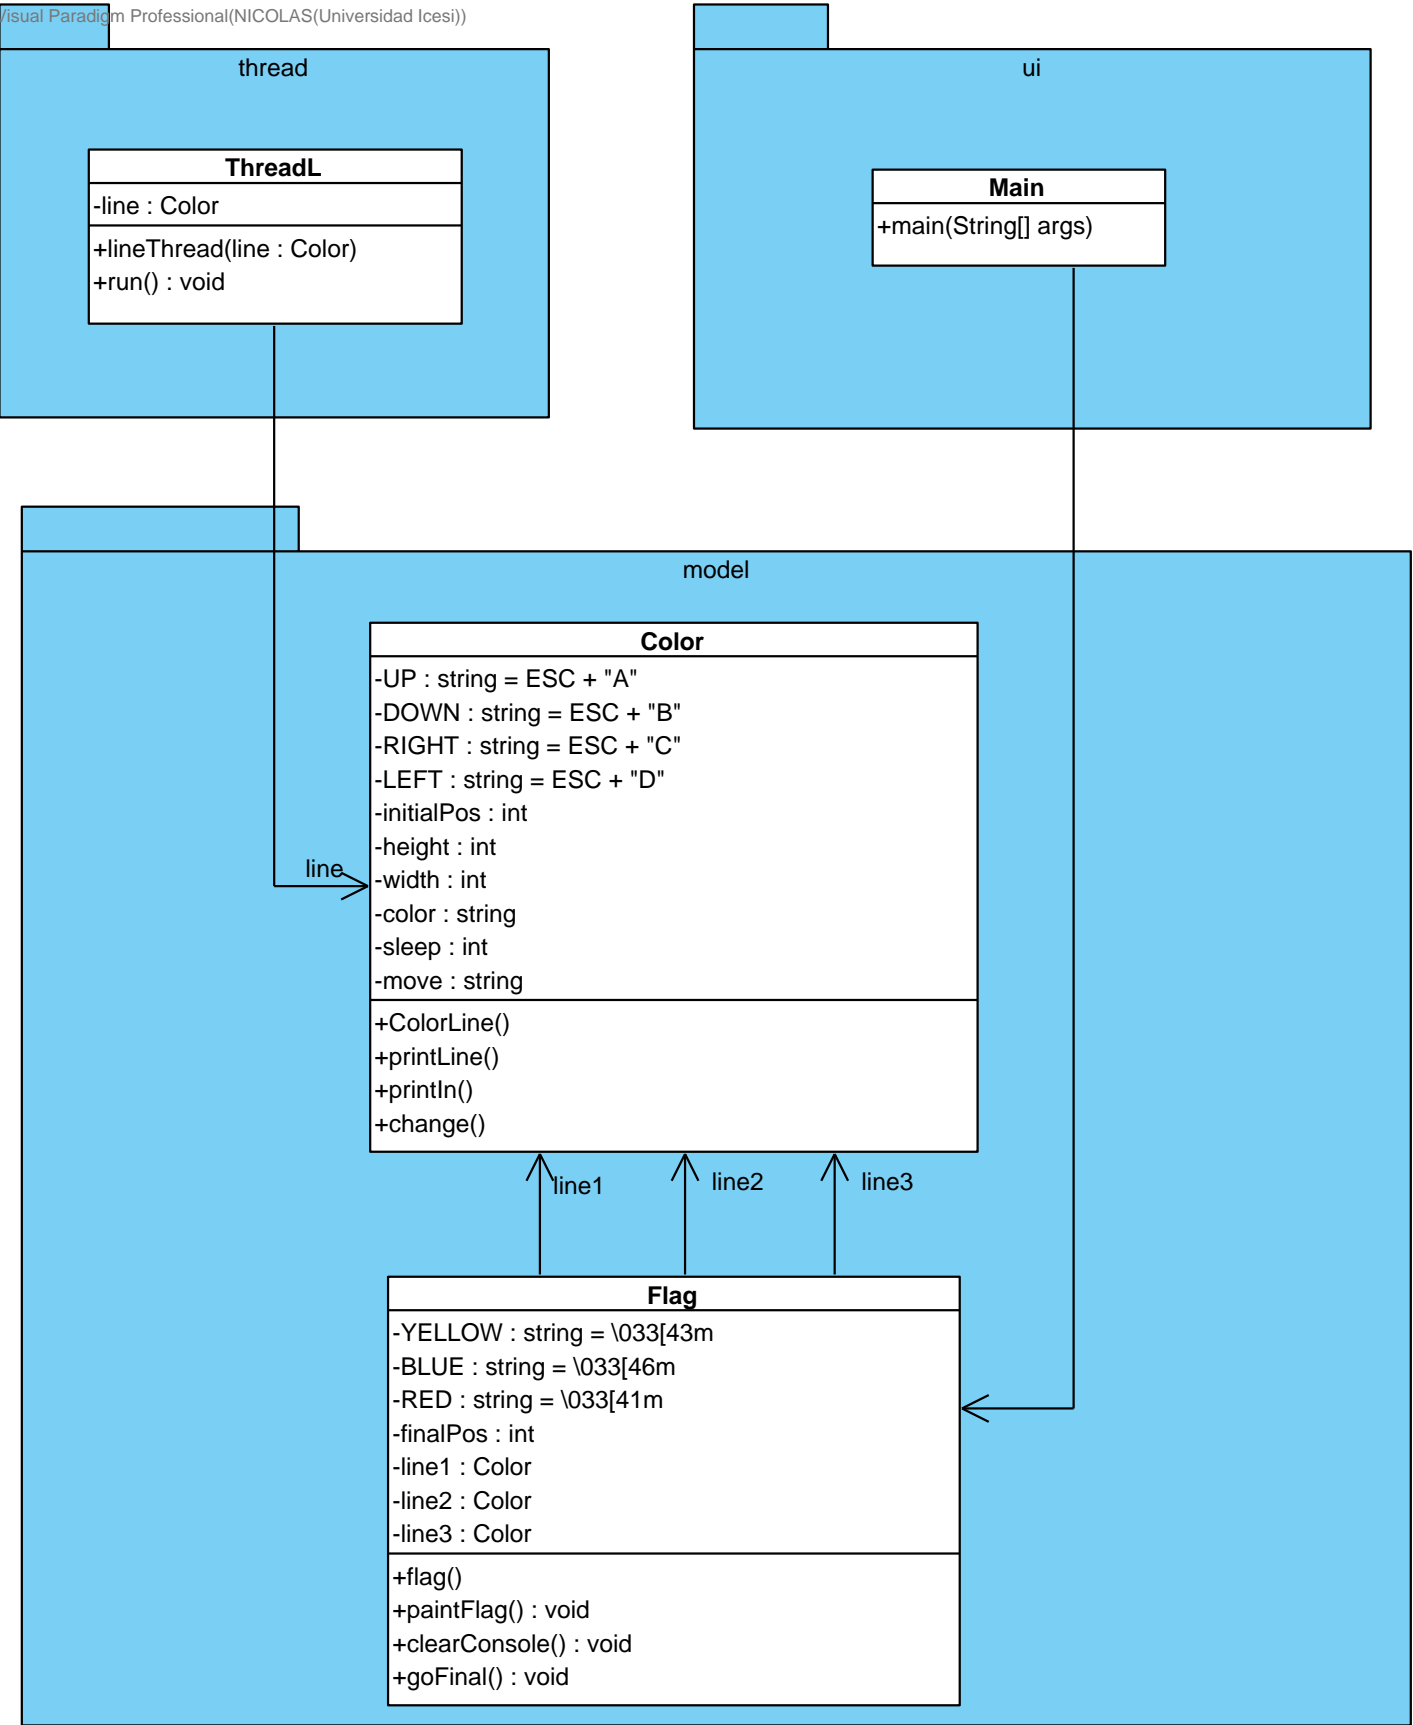 Visual Paradigm Professional(NICOLAS(Universidad Icesi))
thread
ThreadL
-line : Color
+lineThread(line : Color)
+run() : void
ui
Main
+main(String[] args)
model
Color
-UP : string = ESC + "A"
-DOWN : string = ESC + "B"
-RIGHT : string = ESC + "C"
-LEFT : string = ESC + "D"
-initialPos : int
-height : int
-width : int
-color : string
-sleep : int
-move : string
+ColorLine()
+printLine()
+printIn()
+change()
line
line1
line2
line3
Flag
-YELLOW : string = \033[43m
-BLUE : string = \033[46m
-RED : string = \033[41m
-finalPos : int
-line1 : Color
-line2 : Color
-line3 : Color
+flag()
+paintFlag() : void
+clearConsole() : void
+goFinal() : void